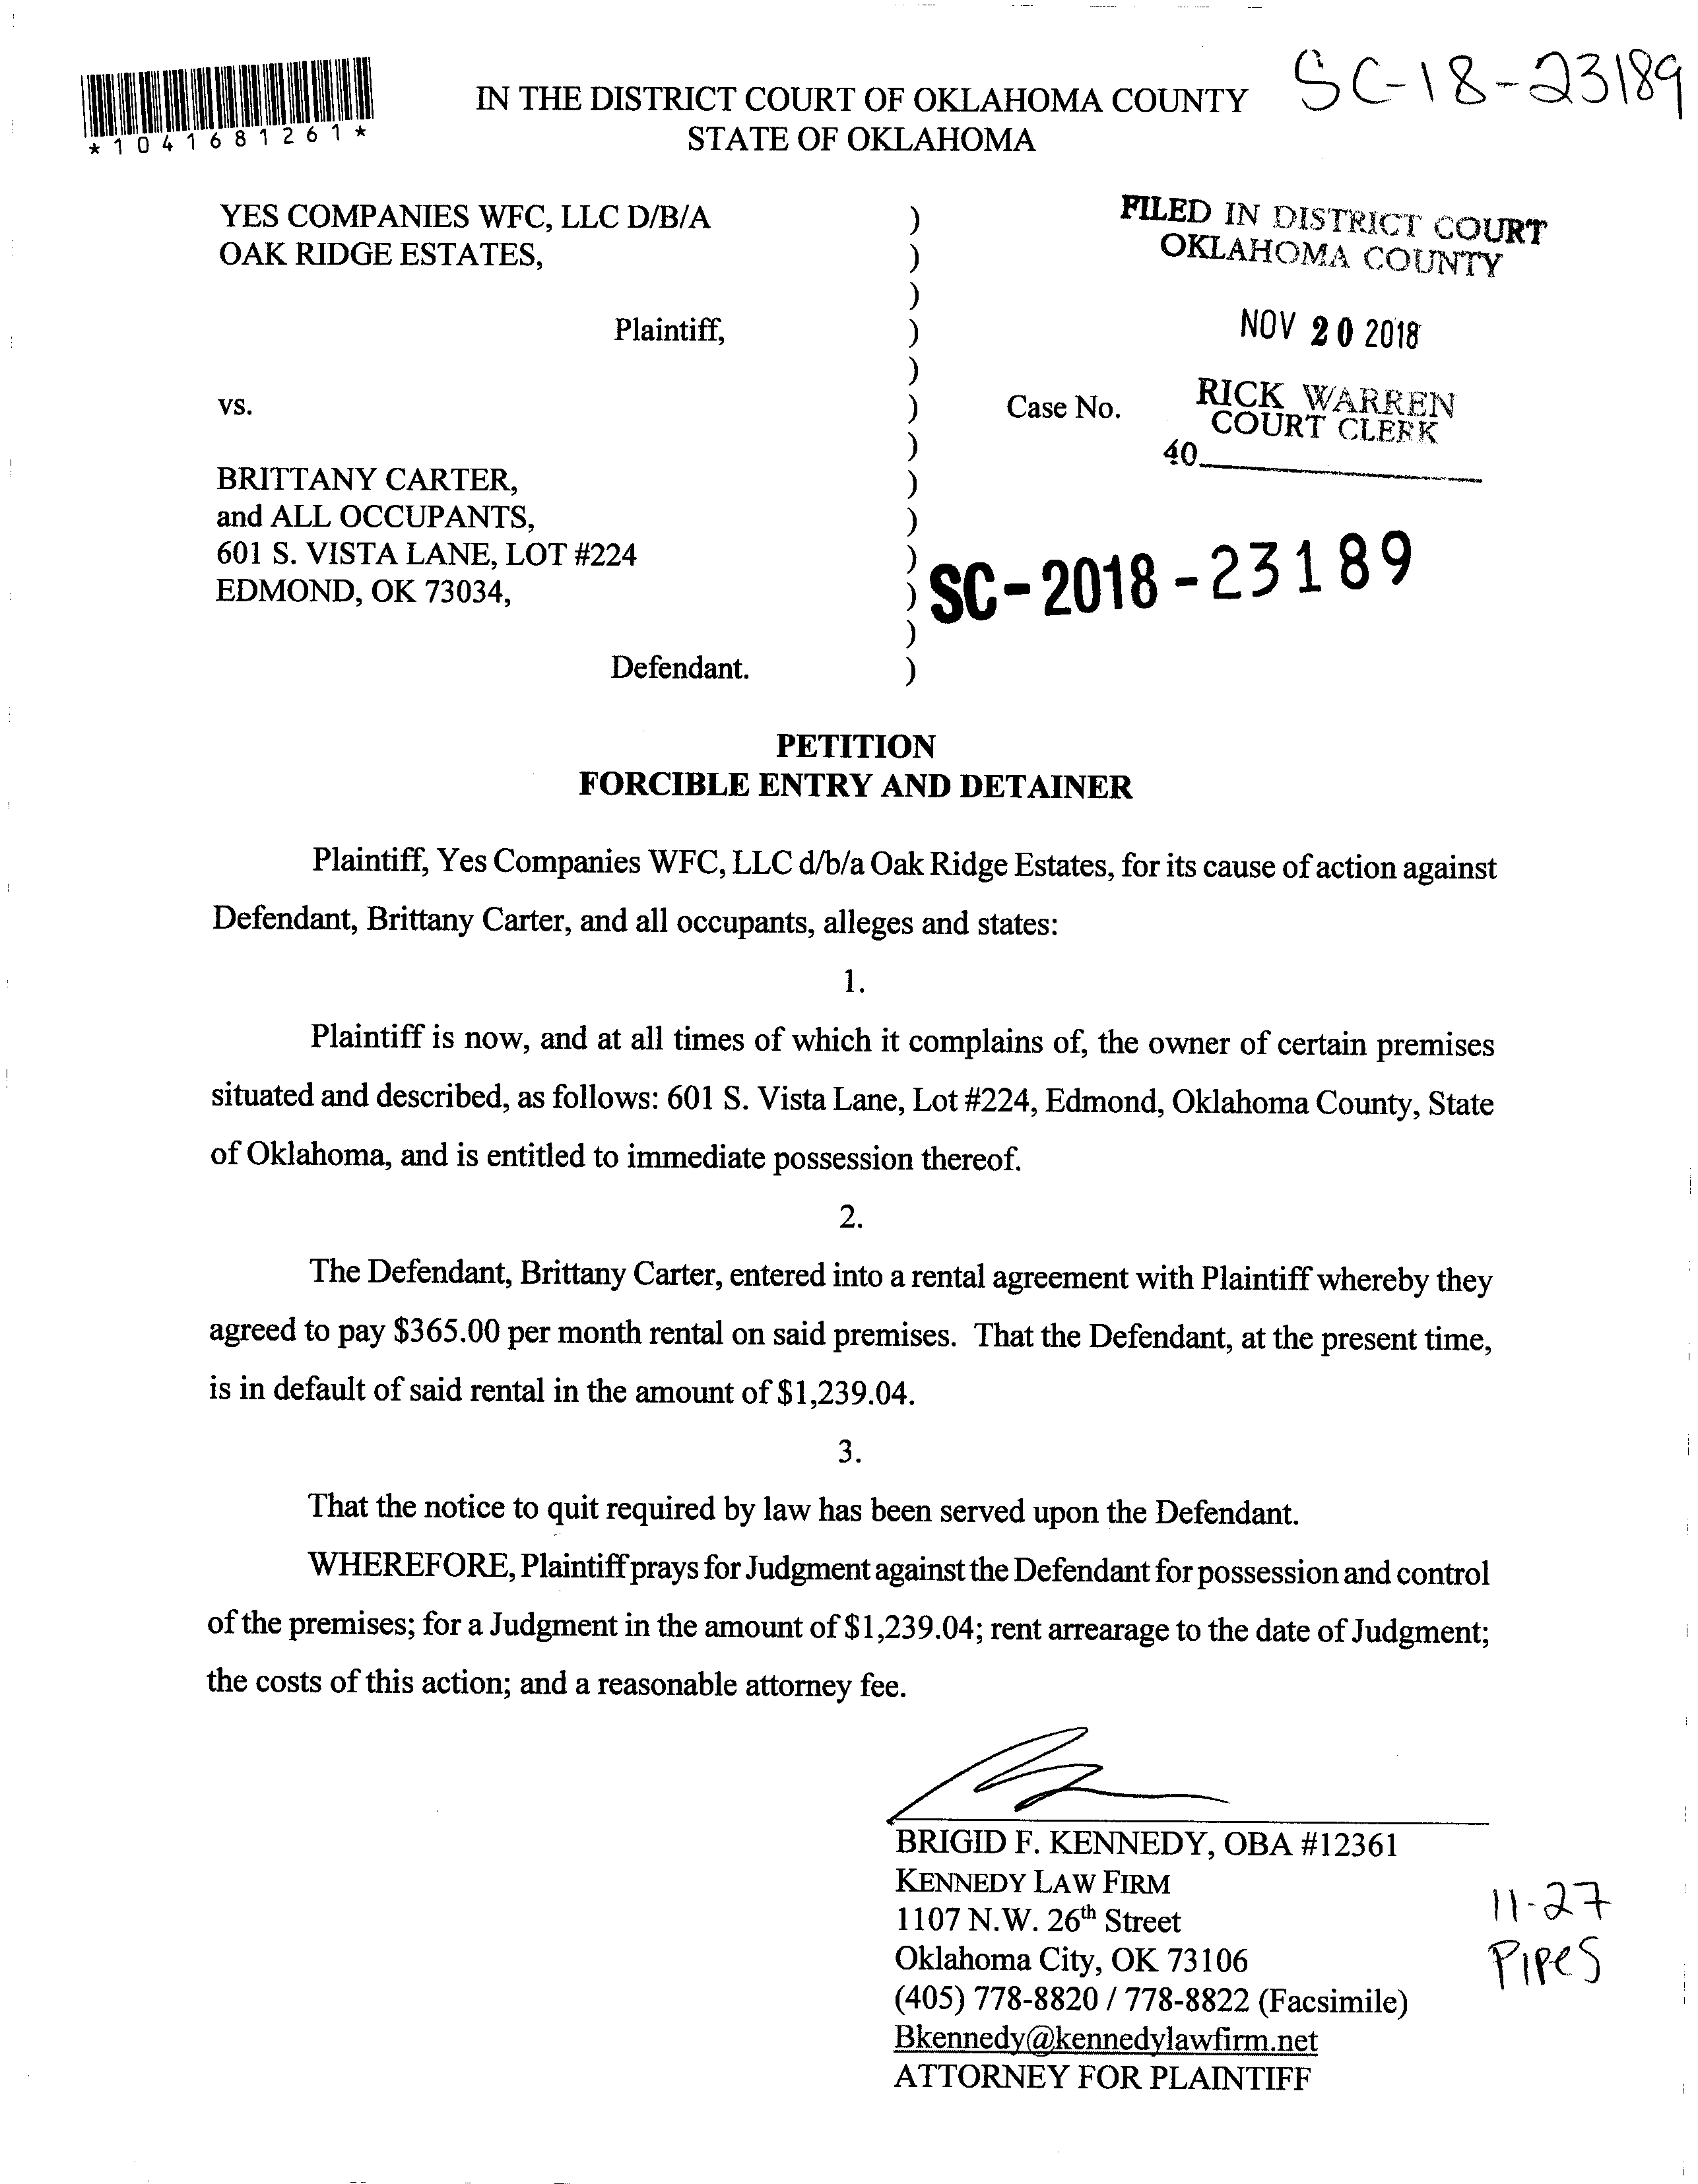 SC-18-23189
*1041681261*
IN THE DISTRICT COURT OF OKLAHOMA COUNTY
STATE OF OKLAHOMA
YES COMPANIES WFC, LLC D/B/A )
OAK RIDGE ESTATES, )
)
Plaintiff, )
)
vs. ) Case No.
)
BRITTANY CARTER, )
and ALL OCCUPANTS, )
601 S. VISTA LANE, LOT #224 )
EDMOND, OK 73034, )
)
Defendant. )
FILED IN DISTRICT COURT
OKLAHOMA COUNTY
NOV 20 2018
RICK WARREN
COURT CLERK
40
SC-2018-23189
PETITION
FORCIBLE ENTRY AND DETAINER
Plaintiff, Yes Companies WFC, LLC d/b/a Oak Ridge Estates, for its cause of action against
Defendant, Brittany Carter, and all occupants, alleges and states:
1.
Plaintiff is now, and at all times of which it complains of, the owner of certain premises
situated and described, as follows: 601 S. Vista Lane, Lot #224, Edmond, Oklahoma County, State
of Oklahoma, and is entitled to immediate possession thereof.
2.
The Defendant, Brittany Carter, entered into a rental agreement with Plaintiff whereby they
agreed to pay $365.00 per month rental on said premises. That the Defendant, at the present time,
is in default of said rental in the amount of $1,239.04.
3.
That the notice to quit required by law has been served upon the Defendant.
WHEREFORE, Plaintiff prays for Judgment against the Defendant for possession and control
of the premises; for a Judgment in the amount of $1,239.04; rent arrearage to the date of Judgment;
the costs of this action; and a reasonable attorney fee.
BRIGID F. KENNEDY, OBA #12361
KENNEDY LAW FIRM
1107 N.W. 26th Street
Oklahoma City, OK 73106
(405) 778-8820 / 778-8822 (Facsimile)
Bkennedy@kennedylawfirm.net
ATTORNEY FOR PLAINTIFF
11-27
PIPES